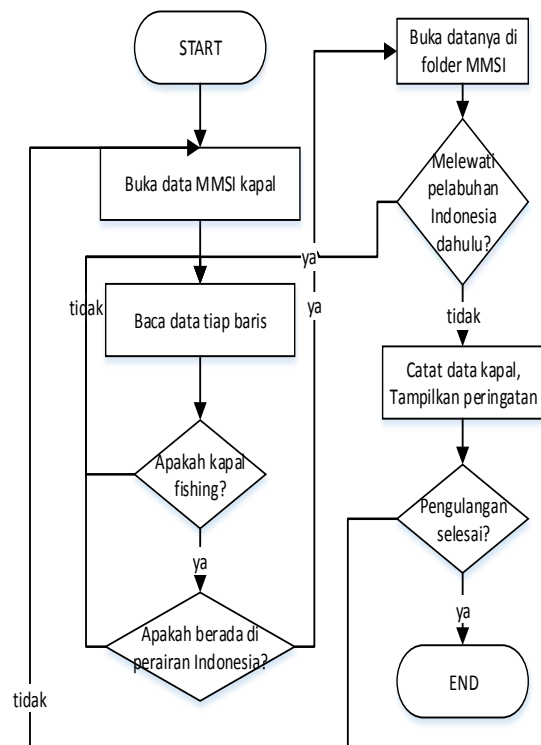 START
Buka data MMSI kapal
Baca data tiap baris
tidak
Apakah kapal
fishing?
ya
Apakah berada di
perairan Indonesia?
tidak
ya
Buka datanya di
folder MMSI
Melewati
pelabuhan
Indonesia
dahulu?
ya
tidak
Catat data kapal,
Tampilkan peringatan
Pengulangan
selesai?
ya
END